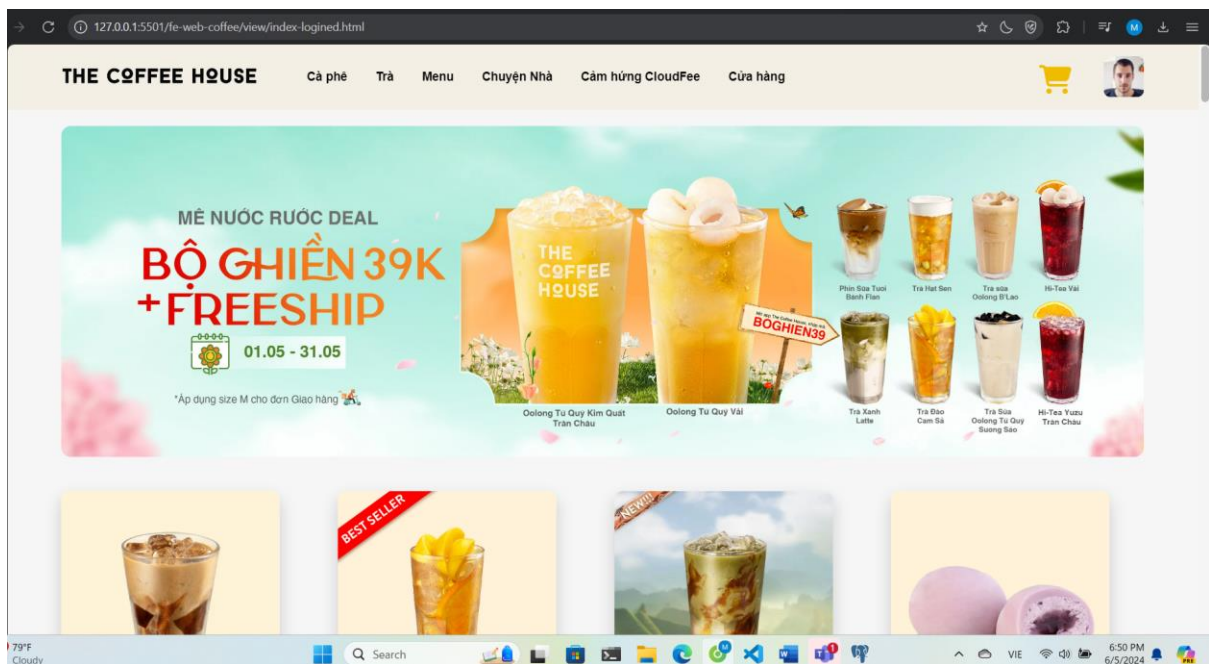 127.0.0.1:5501/fe-web-coffee/view/index-logined.html
M
THE COFFEE HOUSE
Cà phê
Trà
Menu
Chuyện Nhà
Cảm hứng CloudFee
Cửa hàng
MÊ NƯỚC RƯỚC DEAL
BỘ GHIỀN 39K
+FREESHIP
01.05 - 31.05
*Áp dụng size M cho đơn Giao hàng
THE
COFFEE
HOUSE
BOGHIEN39
Oolong Tứ Quý Kim Quất
Trân Châu
Oolong Tứ Quý Vải
Phin Sữa Tươi
Bánh Flan
Trà Hạt Sen
Trà sữa
Oolong B'Lao
Hi-Tea Vải
Trà Xanh
Latte
Trà Đào
Cam Sả
Trà Sữa
Oolong Tứ Quý
Sương Sáo
Hi-Tea Yuzu
Trân Châu
BEST SELLER
NEW!!!
79°F
Cloudy
Search
VIE
6:50 PM
6/5/2024